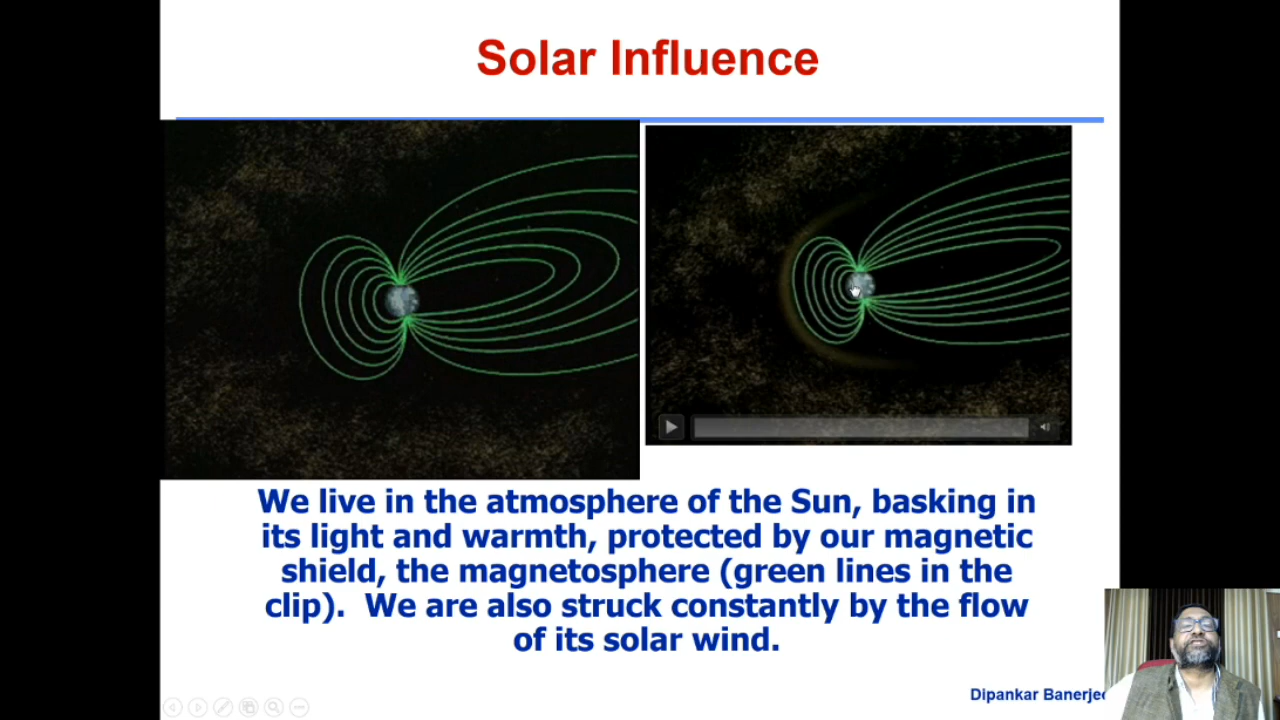 Solar Influence
We live in the atmosphere of the Sun, basking in
its light and warmth, protected by our magnetic
shield, the magnetosphere (green lines in the
clip).  We are also struck constantly by the flow
of its solar wind.
Dipankar Banerjee